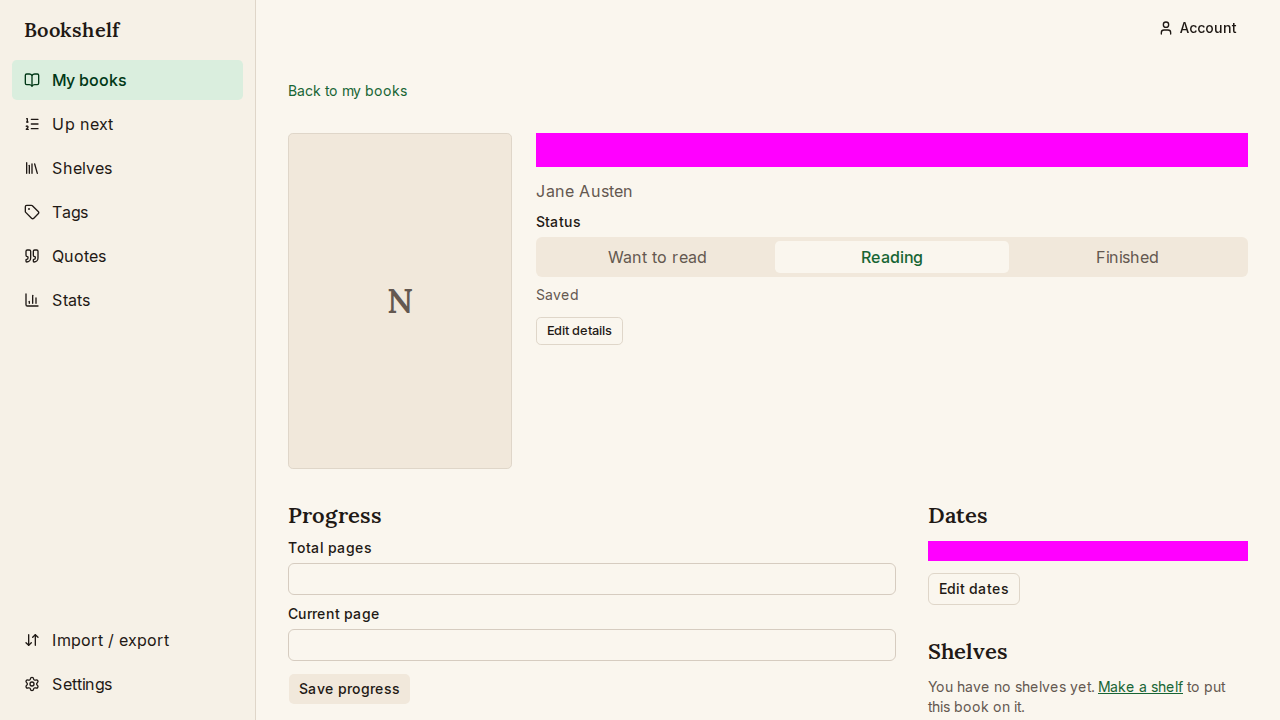 Bookshelf
My books
Up next
Shelves
Tags
Quotes
Stats
Import / export
Settings
Account
Back to my books
N
Jane Austen
Status
Want to read
Reading
Finished
Saved
Edit details
Progress
Total pages
Current page
Save progress
Dates
Edit dates
Shelves
You have no shelves yet. Make a shelf to put
this book on it.